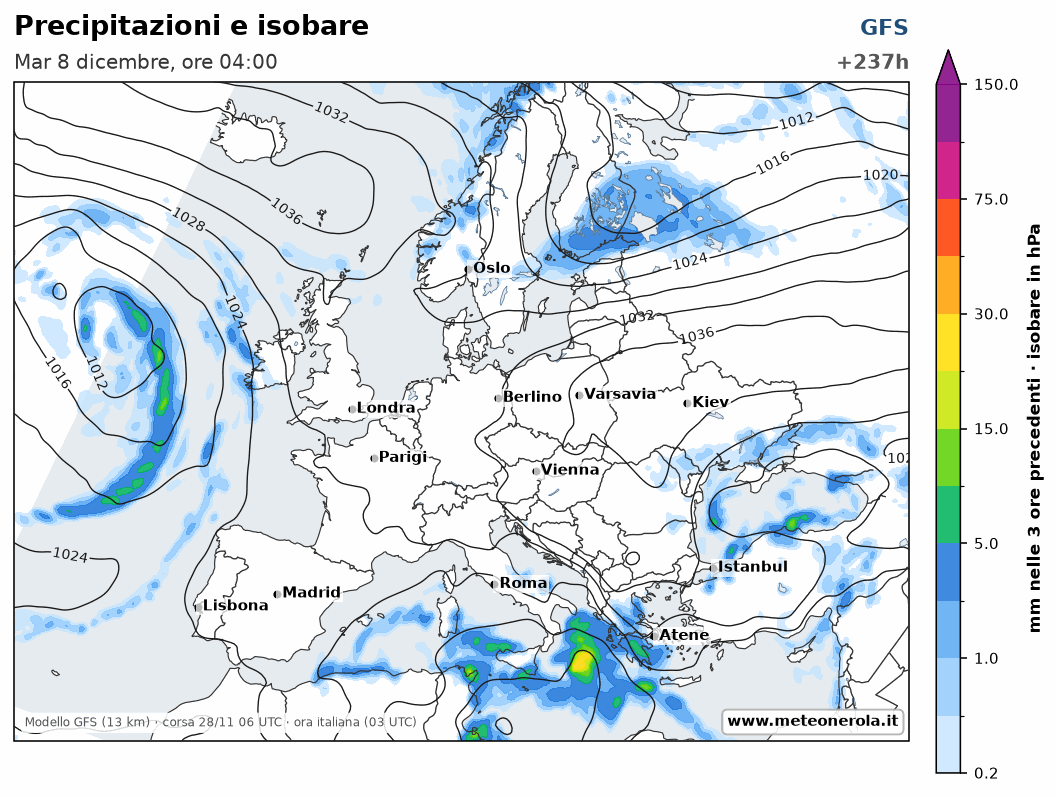 Precipitazioni e isobare
GFS
Mar 8 dicembre, ore 04:00
+237h
150.0
75.0
30.0
15.0
5.0
1.0
0.2
mm nelle 3 ore precedenti · isobare in hPa
1032
1012
1016
1020
1036
1028
1024
Oslo
1024
1032
1036
1016
1012
Londra
Berlino
Varsavia
Kiev
Parigi
Vienna
1024
Istanbul
Madrid
Lisbona
Roma
Atene
Modello GFS (13 km) · corsa 28/11 06 UTC · ora italiana (03 UTC)
www.meteonerola.it